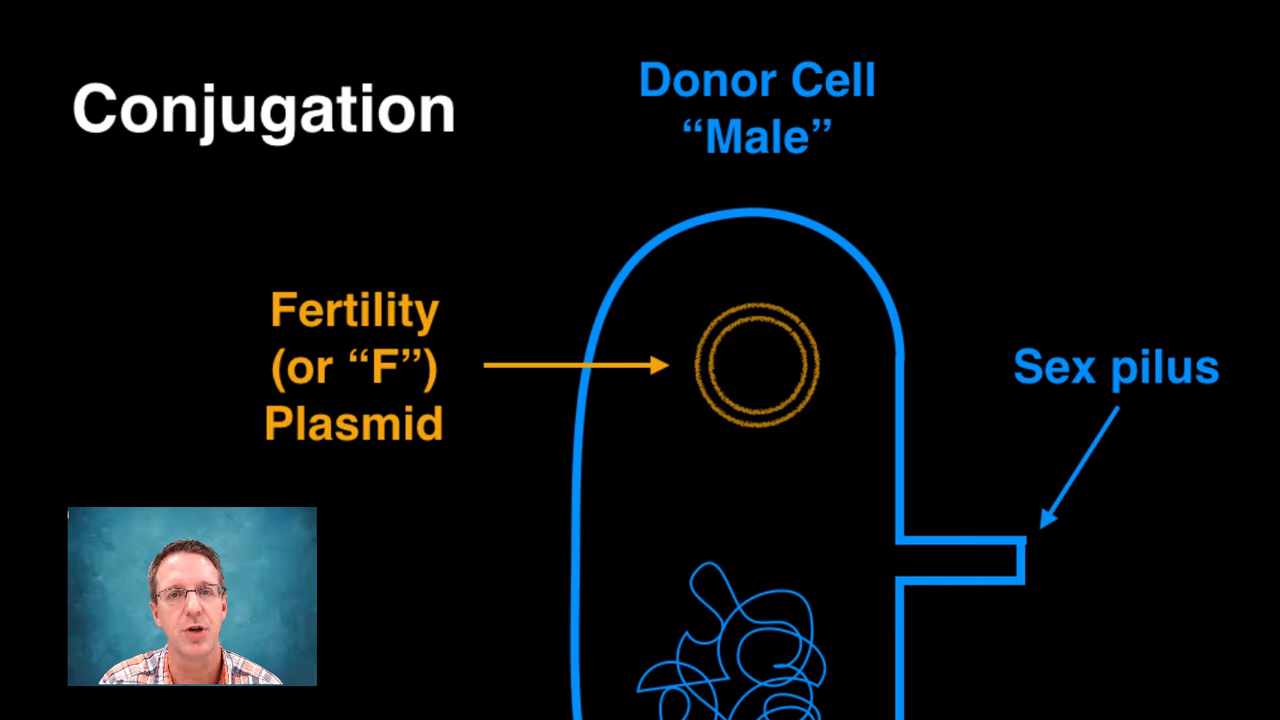 Conjugation
Donor Cell
“Male”
Fertility
(or “F”)
Plasmid
Sex pilus